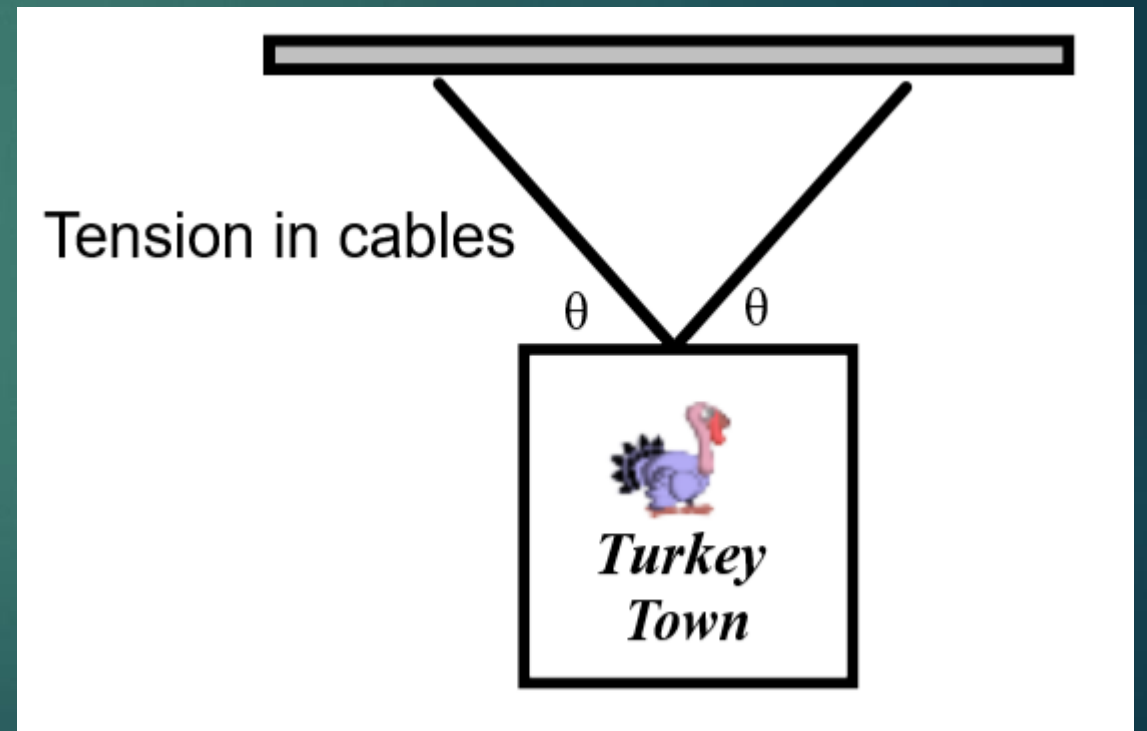 Tension in cables
θ θ
Turkey
Town